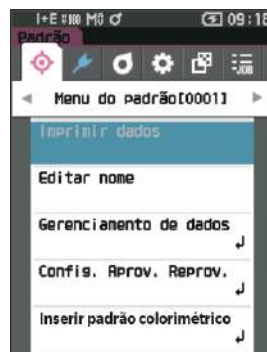 09:18
Padrão
JOB
Menu do padrão[0001]
Imprimir dados
Editar nome
Gerenciamento de dados
Config. Aprov. Reprov.
Inserir padrão colorimétrico